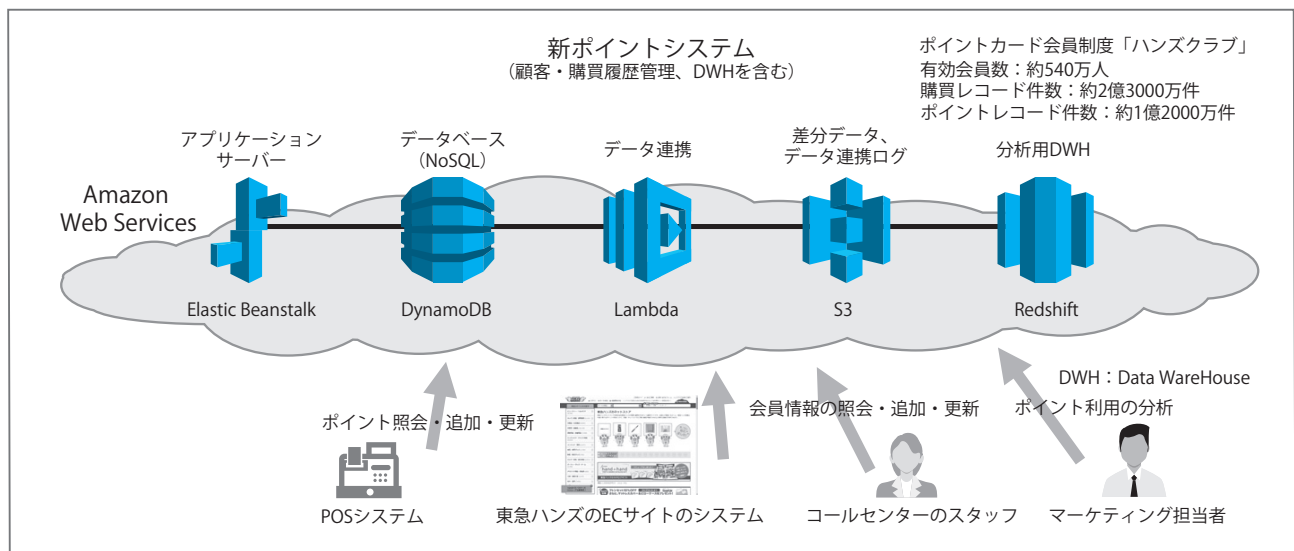 新ポイントシステム
（顧客・購買履歴管理、DWHを含む）
ポイントカード会員制度「ハンズクラブ」
有効会員数：約540万人
購買レコード件数：約2億3000万件
ポイントレコード件数：約1億2000万件
アプリケーション
サーバー
データベース
（NoSQL）
データ連携
差分データ、
データ連携ログ
分析用DWH
Amazon
Web Services
Elastic Beanstalk
DynamoDB
Lambda
S3
Redshift
DWH：Data WareHouse
ポイント照会・追加・更新
会員情報の照会・追加・更新
ポイント利用の分析
POSシステム
東急ハンズのECサイトのシステム
コールセンターのスタッフ
マーケティング担当者